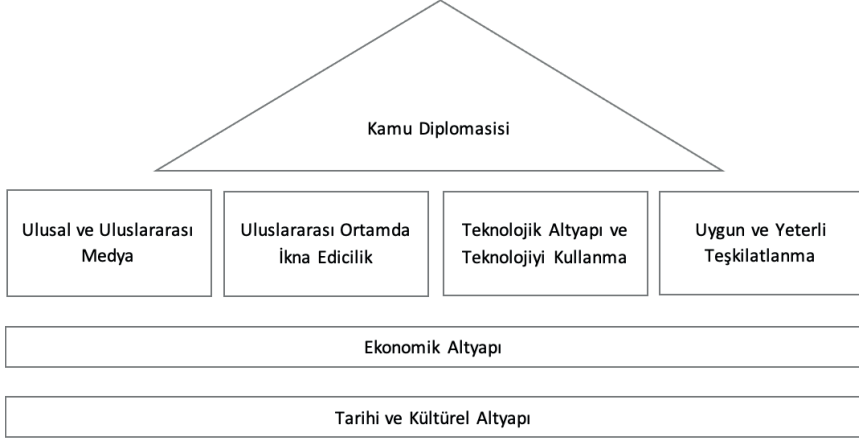 Kamu Diplomasisi
Ulusal ve Uluslararası
Medya
Uluslararası Ortamda
İkna Edicilik
Teknolojik Altyapı ve
Teknolojiyi Kullanma
Uygun ve Yeterli
Teşkilatlanma
Ekonomik Altyapı
Tarihi ve Kültürel Altyapı